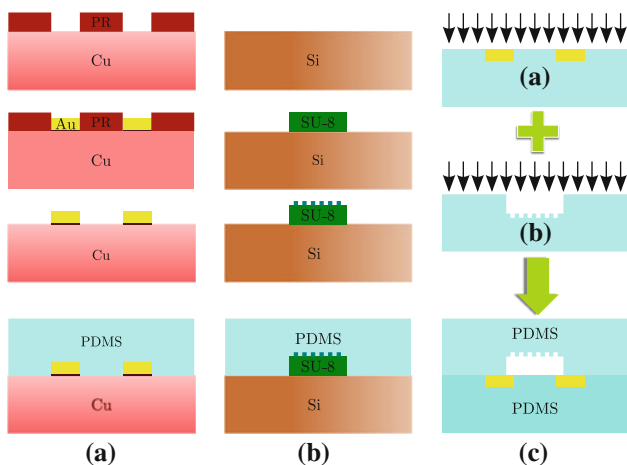 PR
Cu
Au
PR
Cu
Cu
PDMS
Cu
(a)
Si
SU-8
Si
SU-8
Si
PDMS
SU-8
Si
(b)
(a)
(b)
PDMS
PDMS
(c)